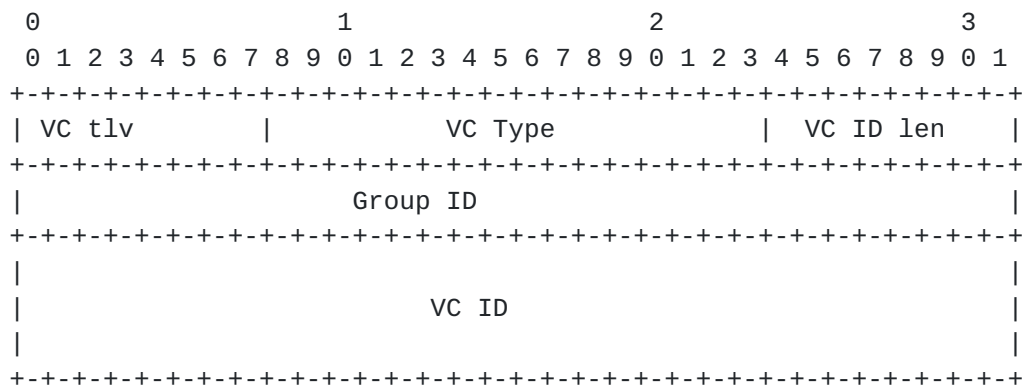 0                   1                   2                   3
 0 1 2 3 4 5 6 7 8 9 0 1 2 3 4 5 6 7 8 9 0 1 2 3 4 5 6 7 8 9 0 1
+-+-+-+-+-+-+-+-+-+-+-+-+-+-+-+-+-+-+-+-+-+-+-+-+-+-+-+-+-+-+-+-+
| VC tlv        |           VC Type             |  VC ID len    |
+-+-+-+-+-+-+-+-+-+-+-+-+-+-+-+-+-+-+-+-+-+-+-+-+-+-+-+-+-+-+-+-+
|                     Group ID                                  |
+-+-+-+-+-+-+-+-+-+-+-+-+-+-+-+-+-+-+-+-+-+-+-+-+-+-+-+-+-+-+-+-+
|                                                               |
|                          VC ID                                |
|                                                               |
+-+-+-+-+-+-+-+-+-+-+-+-+-+-+-+-+-+-+-+-+-+-+-+-+-+-+-+-+-+-+-+-+